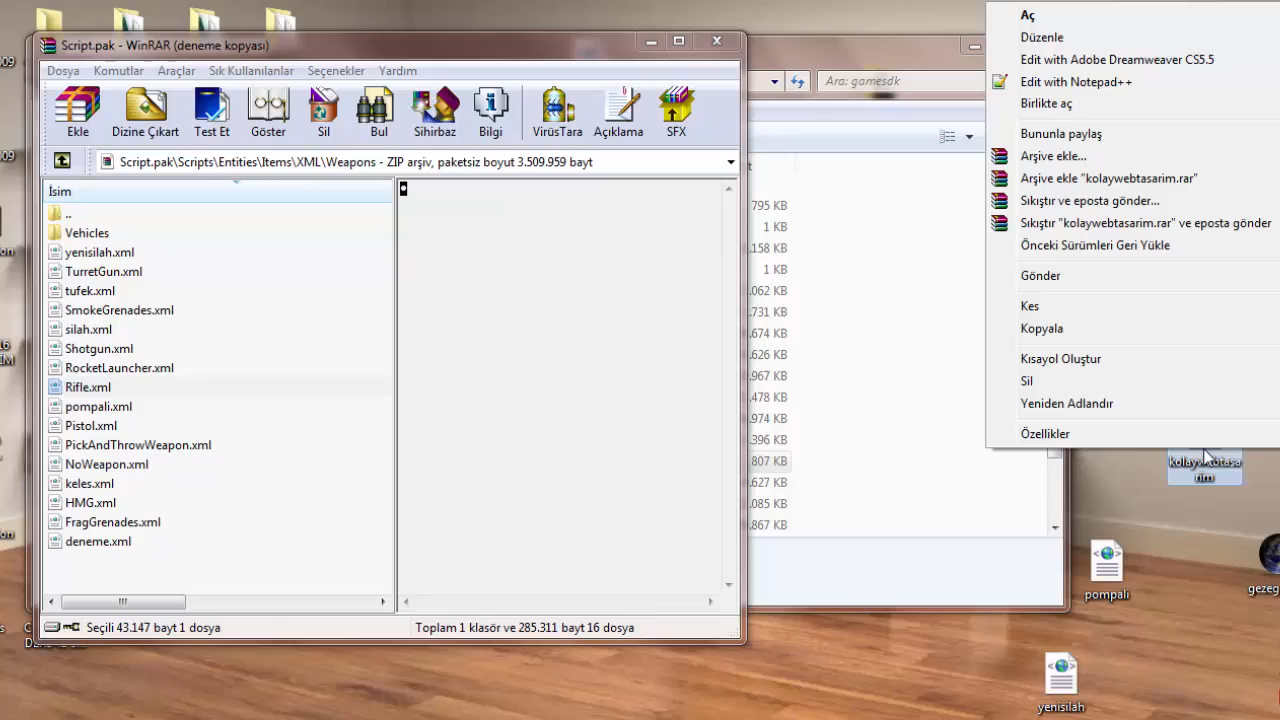 Script.pak - WinRAR (deneme kopyası)
Dosya Komutlar Araçlar Sık Kullanılanlar Seçenekler Yardım
Ekle Dizine Çıkart Test Et Göster Sil Bul Sihirbaz Bilgi VirüsTara Açıklama SFX
Script.pak\Scripts\Entities\Items\XML\Weapons - ZIP arşiv, paketsiz boyut 3.509.959 bayt
İsim
..
Vehicles
yenisilah.xml
TurretGun.xml
tufek.xml
SmokeGrenades.xml
silah.xml
Shotgun.xml
RocketLauncher.xml
Rifle.xml
pompali.xml
Pistol.xml
PickAndThrowWeapon.xml
NoWeapon.xml
keles.xml
HMG.xml
FragGrenades.xml
deneme.xml
Seçili 43.147 bayt 1 dosya
Toplam 1 klasör ve 285.311 bayt 16 dosya
Ara: gamesdk
795 KB
1 KB
.158 KB
1 KB
.062 KB
.731 KB
.674 KB
.626 KB
.967 KB
.478 KB
.974 KB
.396 KB
807 KB
.627 KB
.085 KB
.867 KB
Aç
Düzenle
Edit with Adobe Dreamweaver CS5.5
Edit with Notepad++
Birlikte aç
Bununla paylaş
Arşive ekle...
Arşive ekle "kolaywebtasarim.rar"
Sıkıştır ve eposta gönder...
Sıkıştır "kolaywebtasarim.rar" ve eposta gönder
Önceki Sürümleri Geri Yükle
Gönder
Kes
Kopyala
Kısayol Oluştur
Sil
Yeniden Adlandır
Özellikler
rim
pompali
gezeg
yenisilah